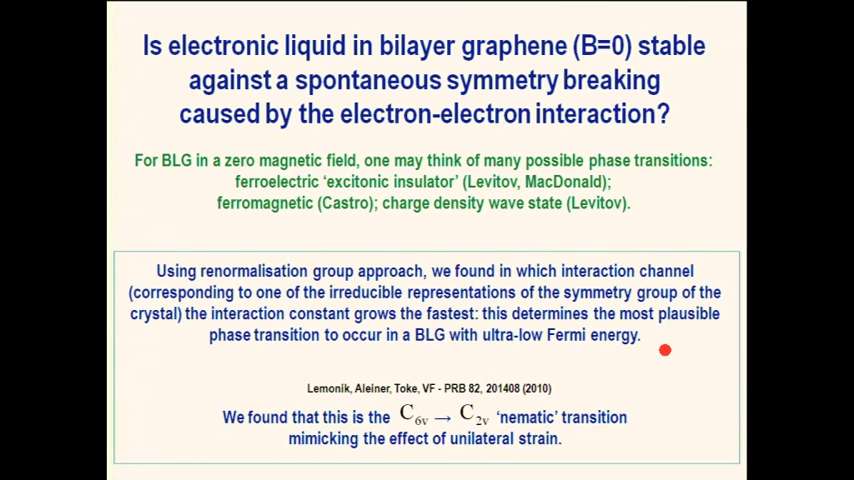 Is electronic liquid in bilayer graphene (B=0) stable
against a spontaneous symmetry breaking
caused by the electron-electron interaction?
For BLG in a zero magnetic field, one may think of many possible phase transitions:
ferroelectric ‘excitonic insulator’ (Levitov, MacDonald);
ferromagnetic (Castro); charge density wave state (Levitov).
Using renormalisation group approach, we found in which interaction channel
(corresponding to one of the irreducible representations of the symmetry group of the
crystal) the interaction constant grows the fastest: this determines the most plausible
phase transition to occur in a BLG with ultra-low Fermi energy.
Lemonik, Aleiner, Toke, VF - PRB 82, 201408 (2010)
We found that this is the C6v → C2v ‘nematic’ transition
mimicking the effect of unilateral strain.